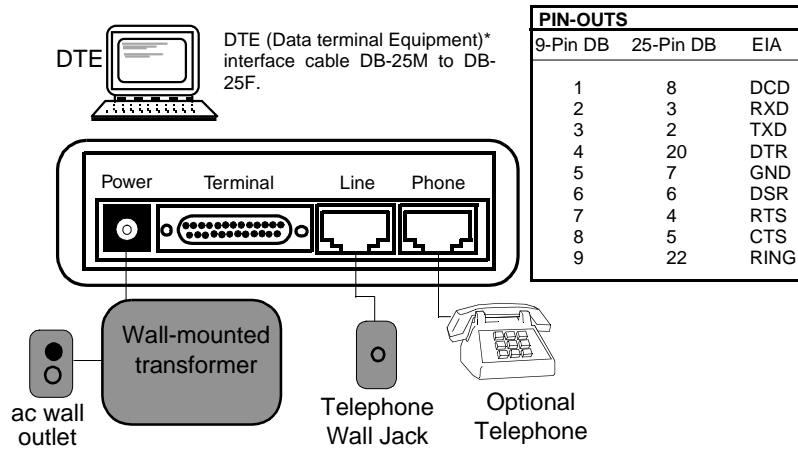 DTE
DTE (Data terminal Equipment)*
interface cable DB-25M to DB-
25F.
PIN-OUTS
9-Pin DB 25-Pin DB EIA
1 8 DCD
2 3 RXD
3 2 TXD
4 20 DTR
5 7 GND
6 6 DSR
7 4 RTS
8 5 CTS
9 22 RING
Power Terminal Line Phone
Wall-mounted
transformer
ac wall
outlet
Telephone
Wall Jack
Optional
Telephone